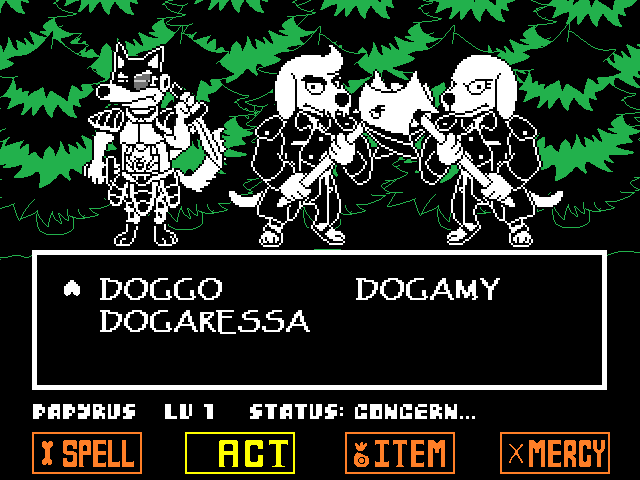 DOGGO DOGAMY
DOGARESSA
PAPYRUS LV 1 STATUS: CONCERN...
SPELL ACT ITEM MERCY